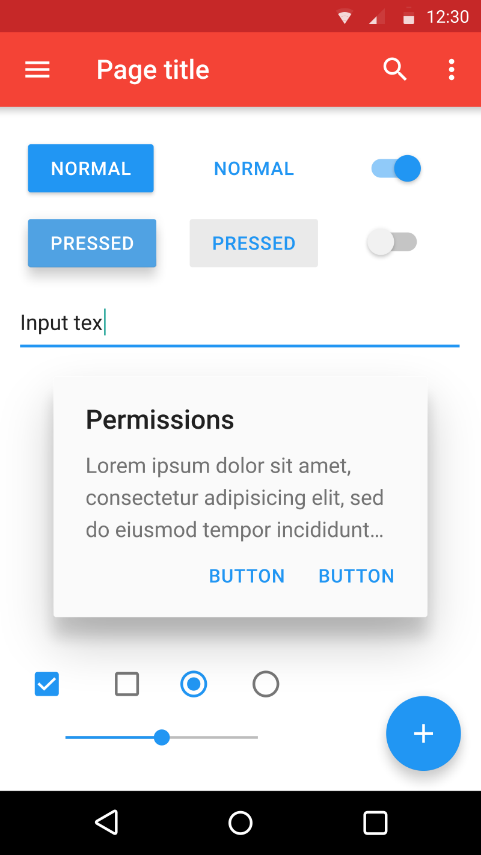 12:30
Page title
NORMAL NORMAL
PRESSED PRESSED
Input tex
Permissions
Lorem ipsum dolor sit amet,
consectetur adipisicing elit, sed
do eiusmod tempor incididunt…
BUTTON BUTTON